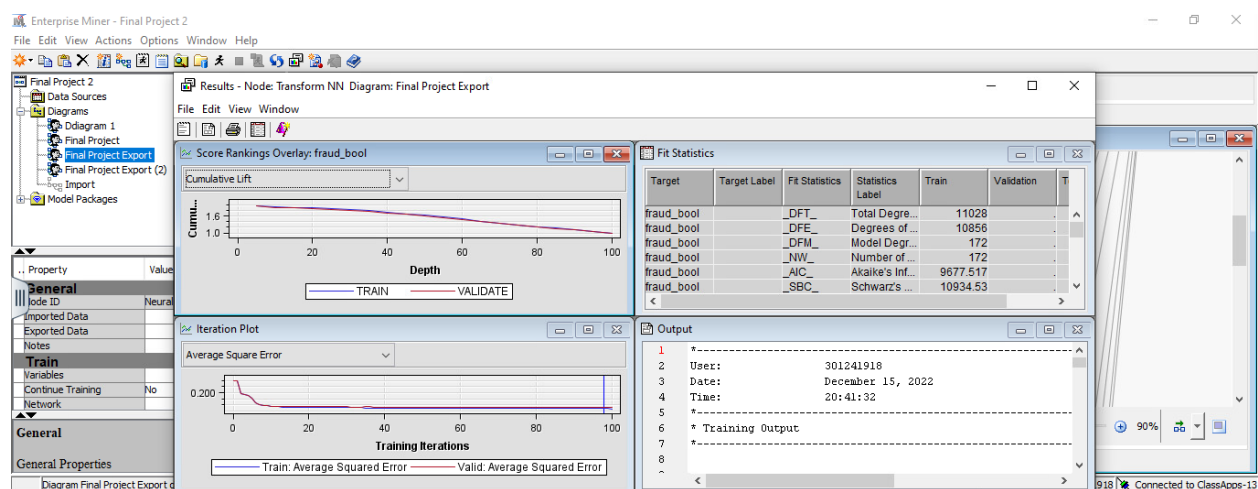 Enterprise Miner - Final Project 2
File Edit View Actions Options Window Help
Final Project 2
Data Sources
Diagrams
Ddiagram 1
Final Project
Final Project Export
Final Project Export (2)
Import
Model Packages
.. Property Value
General
Node ID Neural
Imported Data
Exported Data
Notes
Train
Variables
Continue Training No
Network
General
General Properties
Diagram Final Project Export
Results - Node: Transform NN Diagram: Final Project Export
File Edit View Window
Score Rankings Overlay: fraud_bool
Cumulative Lift
Cumu...
1.6
1.0
0 20 40 60 80 100
Depth
TRAIN VALIDATE
Fit Statistics
Target Target Label Fit Statistics Statistics Label Train Validation T
fraud_bool _DFT_ Total Degre... 11028 .
fraud_bool _DFE_ Degrees of ... 10856 .
fraud_bool _DFM_ Model Degr... 172 .
fraud_bool _NW_ Number of ... 172 .
fraud_bool _AIC_ Akaike's Inf... 9677.517 .
fraud_bool _SBC_ Schwarz's ... 10934.53 .
Iteration Plot
Average Square Error
0.200
0 20 40 60 80 100
Training Iterations
Train: Average Squared Error Valid: Average Squared Error
Output
1 *------------------------------------------------------------
2 User: 301241918
3 Date: December 15, 2022
4 Time: 20:41:32
5 *------------------------------------------------------------
6 * Training Output
7 *------------------------------------------------------------
8
90%
918 Connected to ClassApps-13